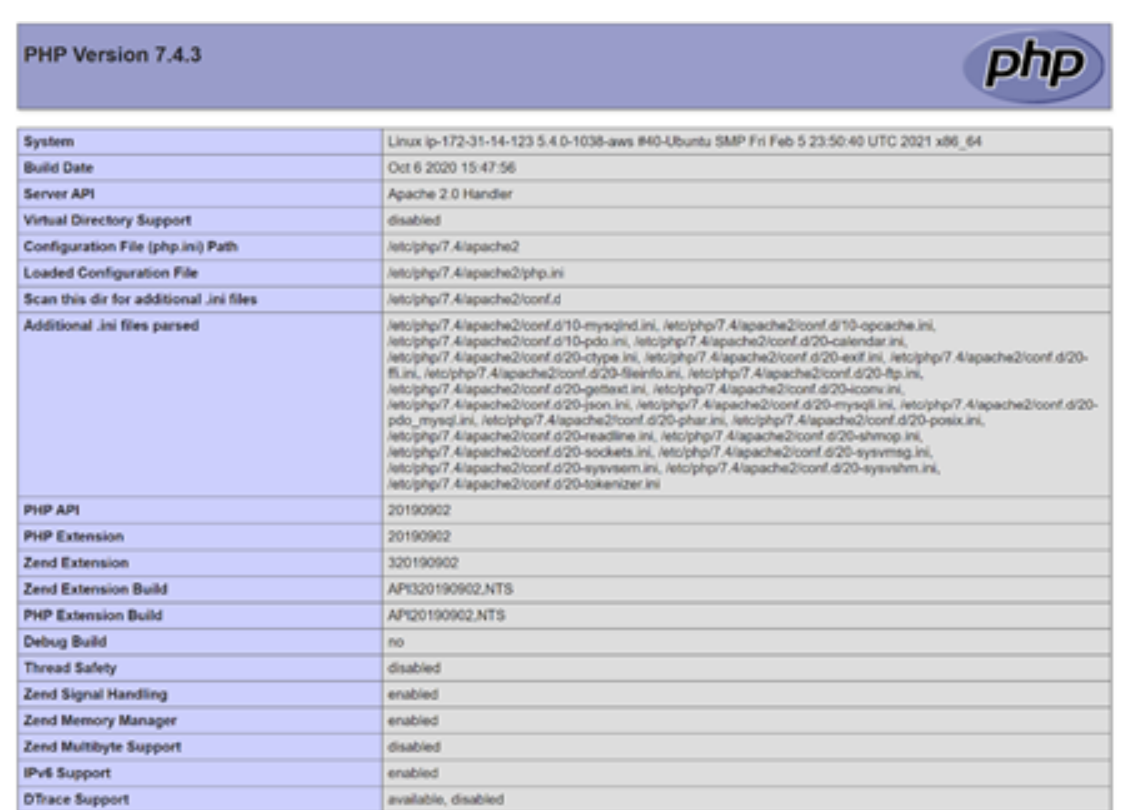 PHP Version 7.4.3
php
System Linux ip-172-31-14-123 5.4.0-1038-aws #40-Ubuntu SMP Fri Feb 5 23:50:40 UTC 2021 x86_64
Build Date Oct 6 2020 15:47:56
Server API Apache 2.0 Handler
Virtual Directory Support disabled
Configuration File (php.ini) Path /etc/php/7.4/apache2
Loaded Configuration File /etc/php/7.4/apache2/php.ini
Scan this dir for additional .ini files /etc/php/7.4/apache2/conf.d
Additional .ini files parsed /etc/php/7.4/apache2/conf.d/10-mysqlnd.ini, /etc/php/7.4/apache2/conf.d/10-opcache.ini,
/etc/php/7.4/apache2/conf.d/10-pdo.ini, /etc/php/7.4/apache2/conf.d/20-calendar.ini,
/etc/php/7.4/apache2/conf.d/20-ctype.ini, /etc/php/7.4/apache2/conf.d/20-exif.ini, /etc/php/7.4/apache2/conf.d/20-
ffi.ini, /etc/php/7.4/apache2/conf.d/20-fileinfo.ini, /etc/php/7.4/apache2/conf.d/20-ftp.ini,
/etc/php/7.4/apache2/conf.d/20-gettext.ini, /etc/php/7.4/apache2/conf.d/20-iconv.ini,
/etc/php/7.4/apache2/conf.d/20-json.ini, /etc/php/7.4/apache2/conf.d/20-mysqli.ini, /etc/php/7.4/apache2/conf.d/20-
pdo_mysql.ini, /etc/php/7.4/apache2/conf.d/20-phar.ini, /etc/php/7.4/apache2/conf.d/20-posix.ini,
/etc/php/7.4/apache2/conf.d/20-readline.ini, /etc/php/7.4/apache2/conf.d/20-shmop.ini,
/etc/php/7.4/apache2/conf.d/20-sockets.ini, /etc/php/7.4/apache2/conf.d/20-sysvmsg.ini,
/etc/php/7.4/apache2/conf.d/20-sysvsem.ini, /etc/php/7.4/apache2/conf.d/20-sysvshm.ini,
/etc/php/7.4/apache2/conf.d/20-tokenizer.ini
PHP API 20190902
PHP Extension 20190902
Zend Extension 320190902
Zend Extension Build API320190902,NTS
PHP Extension Build API20190902,NTS
Debug Build no
Thread Safety disabled
Zend Signal Handling enabled
Zend Memory Manager enabled
Zend Multibyte Support disabled
IPv6 Support enabled
DTrace Support available, disabled